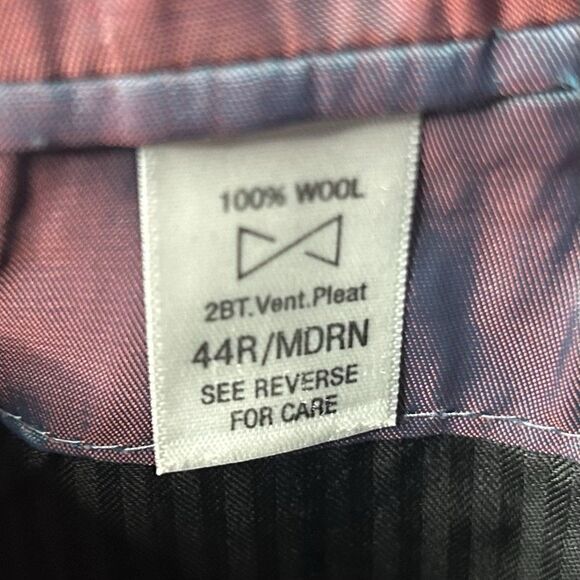 100% WOOL
2BT.Vent.Pleat
44R/MDRN
SEE REVERSE
FOR CARE